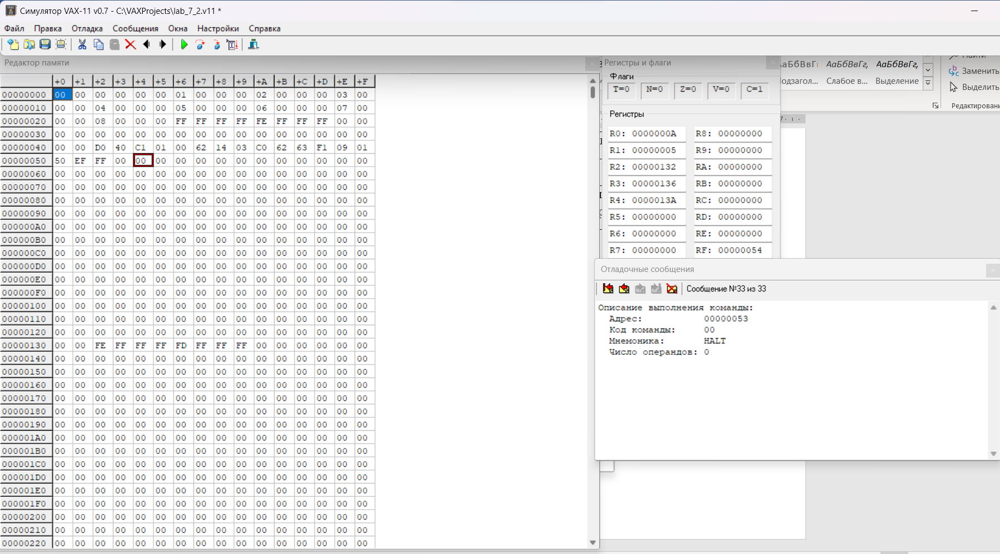 Симулятор VAX-11 v0.7 - C:\VAXProjects\lab_7_2.v11 *
Файл Правка Отладка Сообщения Окна Настройки Справка
Редактор памяти
+0 +1 +2 +3 +4 +5 +6 +7 +8 +9 +A +B +C +D +E +F
00000000 00 00 00 00 00 00 01 00 00 00 02 00 00 00 03 00
00000010 00 00 04 00 00 00 05 00 00 00 06 00 00 00 07 00
00000020 00 00 08 00 00 00 FF FF FF FF FE FF FF FF 00 00
00000030 00 00 00 00 00 00 00 00 00 00 00 00 00 00 00 00
00000040 00 00 D0 40 C1 01 00 62 14 03 C0 62 63 F1 09 01
00000050 50 EF FF 00 00 00 00 00 00 00 00 00 00 00 00 00
00000060 00 00 00 00 00 00 00 00 00 00 00 00 00 00 00 00
00000070 00 00 00 00 00 00 00 00 00 00 00 00 00 00 00 00
00000080 00 00 00 00 00 00 00 00 00 00 00 00 00 00 00 00
00000090 00 00 00 00 00 00 00 00 00 00 00 00 00 00 00 00
000000A0 00 00 00 00 00 00 00 00 00 00 00 00 00 00 00 00
000000B0 00 00 00 00 00 00 00 00 00 00 00 00 00 00 00 00
000000C0 00 00 00 00 00 00 00 00 00 00 00 00 00 00 00 00
000000D0 00 00 00 00 00 00 00 00 00 00 00 00 00 00 00 00
000000E0 00 00 00 00 00 00 00 00 00 00 00 00 00 00 00 00
000000F0 00 00 00 00 00 00 00 00 00 00 00 00 00 00 00 00
00000100 00 00 00 00 00 00 00 00 00 00 00 00 00 00 00 00
00000110 00 00 00 00 00 00 00 00 00 00 00 00 00 00 00 00
00000120 00 00 00 00 00 00 00 00 00 00 00 00 00 00 00 00
00000130 00 00 FE FF FF FF FD FF FF FF 00 00 00 00 00 00
00000140 00 00 00 00 00 00 00 00 00 00 00 00 00 00 00 00
00000150 00 00 00 00 00 00 00 00 00 00 00 00 00 00 00 00
00000160 00 00 00 00 00 00 00 00 00 00 00 00 00 00 00 00
00000170 00 00 00 00 00 00 00 00 00 00 00 00 00 00 00 00
00000180 00 00 00 00 00 00 00 00 00 00 00 00 00 00 00 00
00000190 00 00 00 00 00 00 00 00 00 00 00 00 00 00 00 00
000001A0 00 00 00 00 00 00 00 00 00 00 00 00 00 00 00 00
000001B0 00 00 00 00 00 00 00 00 00 00 00 00 00 00 00 00
000001C0 00 00 00 00 00 00 00 00 00 00 00 00 00 00 00 00
000001D0 00 00 00 00 00 00 00 00 00 00 00 00 00 00 00 00
000001E0 00 00 00 00 00 00 00 00 00 00 00 00 00 00 00 00
000001F0 00 00 00 00 00 00 00 00 00 00 00 00 00 00 00 00
00000200 00 00 00 00 00 00 00 00 00 00 00 00 00 00 00 00
00000210 00 00 00 00 00 00 00 00 00 00 00 00 00 00 00 00
00000220 00 00 00 00 00 00 00 00 00 00 00 00 00 00 00 00
Регистры и флаги
Флаги
T=0 N=0 Z=0 V=0 C=1
Регистры
R0: 0000000A R8: 00000000
R1: 00000005 R9: 00000000
R2: 00000132 RA: 00000000
R3: 00000136 RB: 00000000
R4: 0000013A RC: 00000000
R5: 00000000 RD: 00000000
R6: 00000000 RE: 00000000
R7: 00000000 RF: 00000054
АаБбВвГг, АаБбВвГг,
одзагол... Слабое в... Выделение
Заменить
Выделить
Редактировани
Отладочные сообщения
Сообщение №33 из 33
Описание выполнения команды:
Адрес: 00000053
Код команды: 00
Мнемоника: HALT
Число операндов: 0